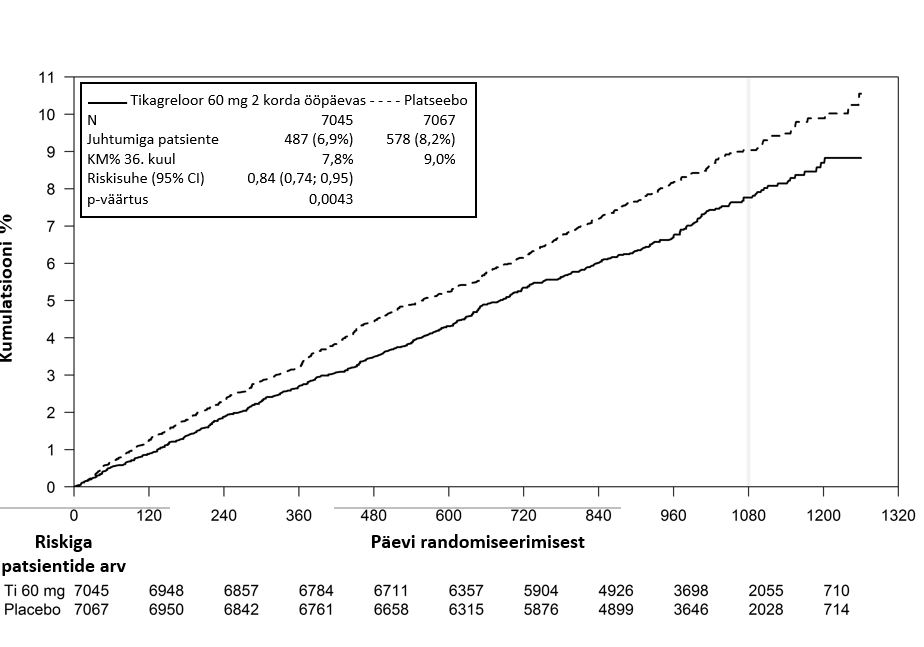 11
10
9
8
7
6
5
4
3
2
1
0
Kumulatsiooni %
Tikagreloor 60 mg 2 korda ööpäevas - - - - Platseebo
N 7045 7067
Juhtumiga patsiente 487 (6,9%) 578 (8,2%)
KM% 36. kuul 7,8% 9,0%
Riskisuhe (95% CI) 0,84 (0,74; 0,95)
p-väärtus 0,0043
0 120 240 360 480 600 720 840 960 1080 1200 1320
Päevi randomiseerimisest
Riskiga
patsientide arv
Ti 60 mg 7045 6948 6857 6784 6711 6357 5904 4926 3698 2055 710
Placebo 7067 6950 6842 6761 6658 6315 5876 4899 3646 2028 714